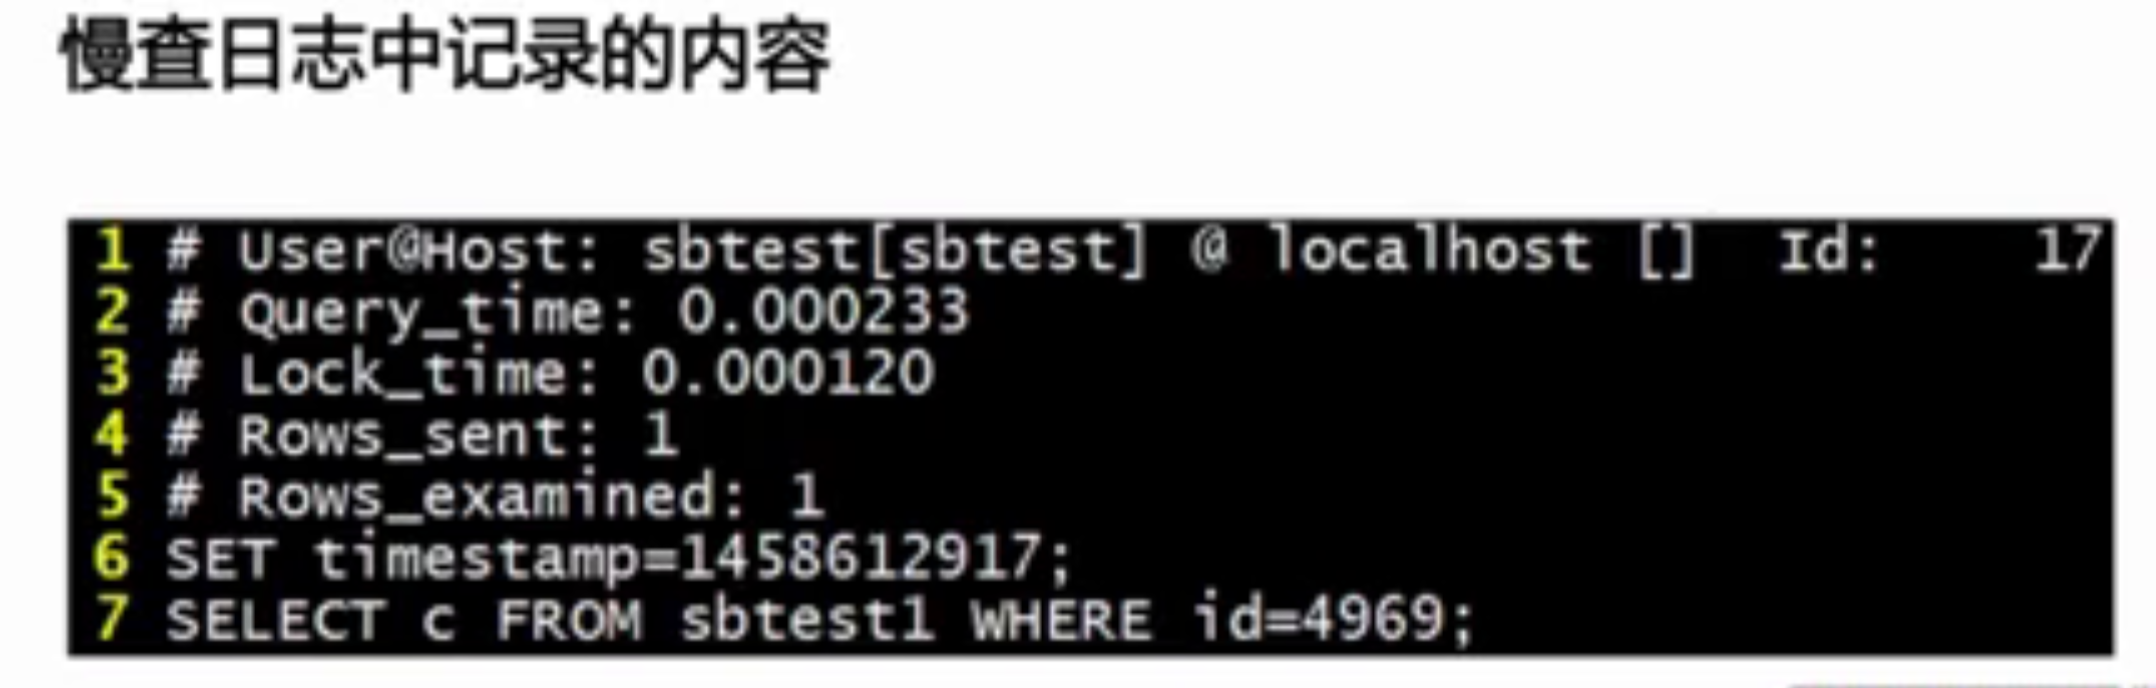 慢查日志中记录的内容
1 # User@Host: sbtest[sbtest] @ localhost []  Id:    17
2 # Query_time: 0.000233
3 # Lock_time: 0.000120
4 # Rows_sent: 1
5 # Rows_examined: 1
6 SET timestamp=1458612917;
7 SELECT c FROM sbtest1 WHERE id=4969;